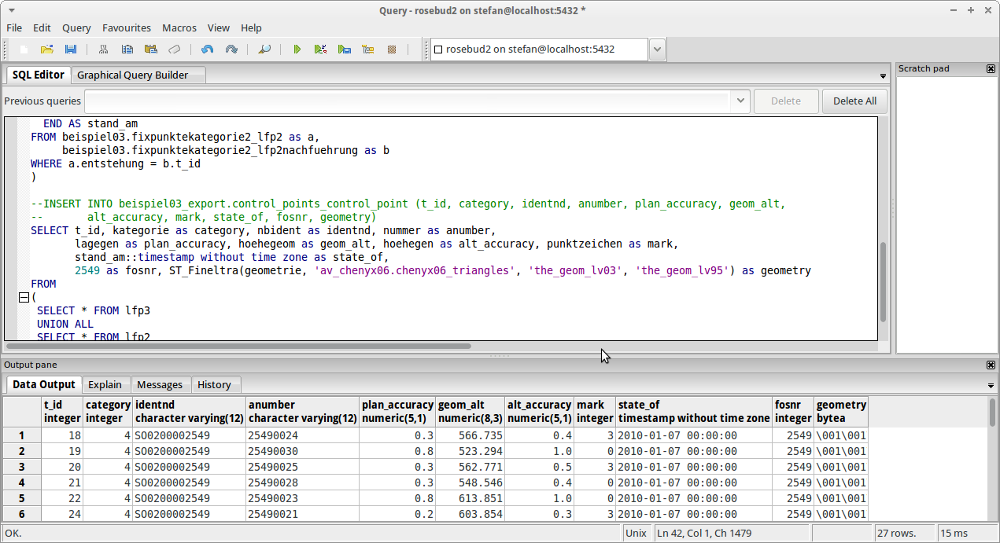 Query - rosebud2 on stefan@localhost:5432 *
File Edit Query Favourites Macros View Help
rosebud2 on stefan@localhost:5432
SQL Editor Graphical Query Builder
Scratch pad
Previous queries Delete Delete All
END AS stand_am
FROM beispiel03.fixpunktekategorie2_lfp2 as a,
beispiel03.fixpunktekategorie2_lfp2nachfuehrung as b
WHERE a.entstehung = b.t_id
)
--INSERT INTO beispiel03_export.control_points_control_point (t_id, category, identnd, anumber, plan_accuracy, geom_alt,
-- alt_accuracy, mark, state_of, fosnr, geometry)
SELECT t_id, kategorie as category, nbident as identnd, nummer as anumber,
lagegen as plan_accuracy, hoehegeom as geom_alt, hoehegen as alt_accuracy, punktzeichen as mark,
stand_am::timestamp without time zone as state_of,
2549 as fosnr, ST_Fineltra(geometrie, 'av_chenyx06.chenyx06_triangles', 'the_geom_lv03', 'the_geom_lv95') as geometry
FROM
(
SELECT * FROM lfp3
UNION ALL
SELECT * FROM lfp2
Output pane
Data Output Explain Messages History
t_id category identnd anumber plan_accuracy geom_alt alt_accuracy mark state_of fosnr geometry
integer integer character varying(12) character varying(12) numeric(5,1) numeric(8,3) numeric(5,1) integer timestamp without time zone integer bytea
1 18 4 SO0200002549 25490024 0.3 566.735 0.4 3 2010-01-07 00:00:00 2549 \001\001
2 19 4 SO0200002549 25490030 0.8 523.294 1.0 0 2010-01-07 00:00:00 2549 \001\001
3 20 4 SO0200002549 25490025 0.3 562.771 0.5 3 2010-01-07 00:00:00 2549 \001\001
4 21 4 SO0200002549 25490028 0.3 548.546 0.4 0 2010-01-07 00:00:00 2549 \001\001
5 22 4 SO0200002549 25490023 0.8 613.851 1.0 0 2010-01-07 00:00:00 2549 \001\001
6 24 4 SO0200002549 25490021 0.2 603.854 0.3 3 2010-01-07 00:00:00 2549 \001\001
OK. Unix Ln 42, Col 1, Ch 1479 27 rows. 15 ms